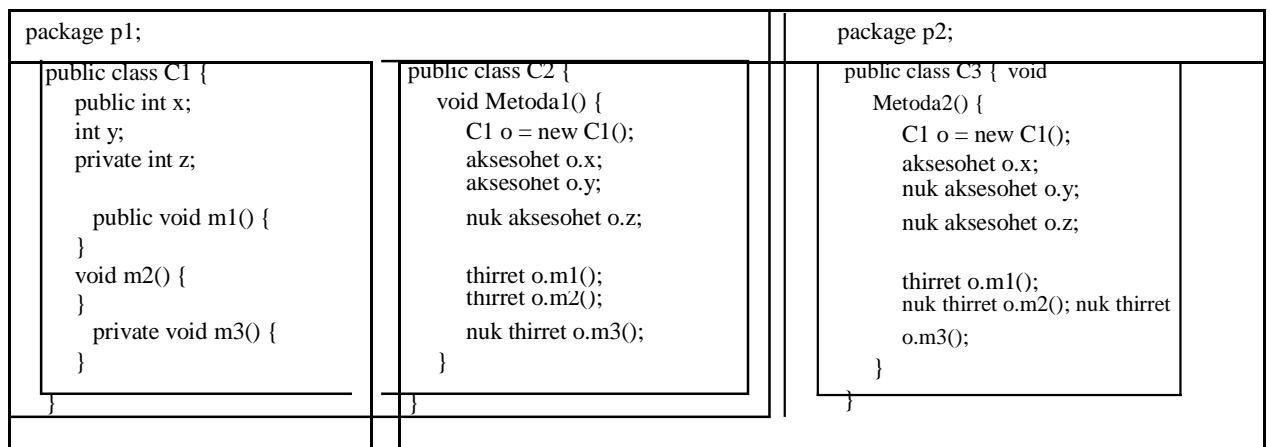 package p1;
public class C1 {
public int x;
int y;
private int z;
public void m1() {
}
void m2() {
}
private void m3() {
}
}
public class C2 {
void Metoda1() {
C1 o = new C1();
aksesohet o.x;
aksesohet o.y;
nuk aksesohet o.z;
thirret o.m1();
thirret o.m2();
nuk thirret o.m3();
}
}
package p2;
public class C3 { void
Metoda2() {
C1 o = new C1();
aksesohet o.x;
nuk aksesohet o.y;
nuk aksesohet o.z;
thirret o.m1();
nuk thirret o.m2(); nuk thirret
o.m3();
}
}